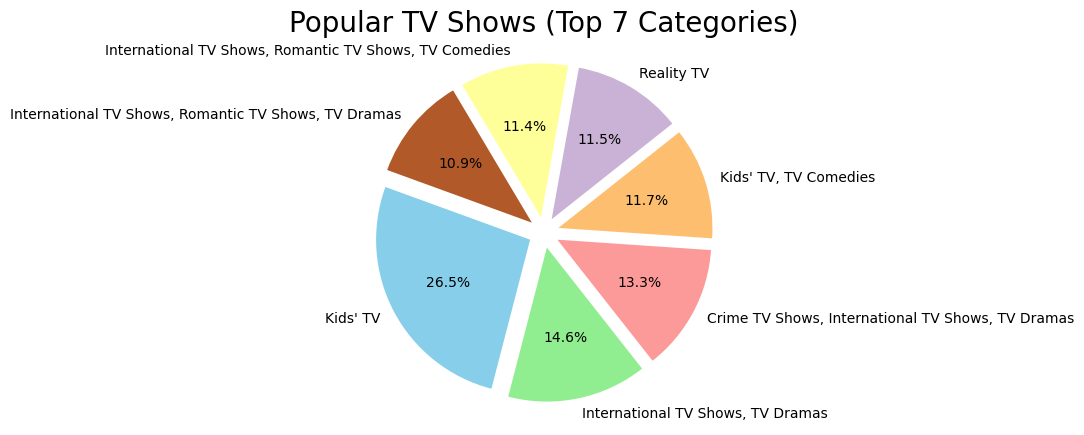 Popular TV Shows (Top 7 Categories)
International TV Shows, Romantic TV Shows, TV Comedies
Reality TV
International TV Shows, Romantic TV Shows, TV Dramas
11.4%
11.5%
10.9%
Kids' TV, TV Comedies
11.7%
26.5%
13.3%
Kids' TV
Crime TV Shows, International TV Shows, TV Dramas
14.6%
International TV Shows, TV Dramas